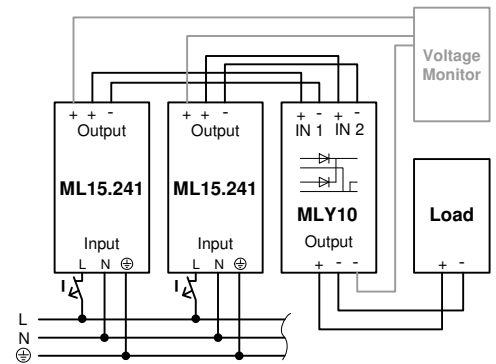 Voltage
Monitor
+ + -
Output
ML15.241
Input
L N ⏚
I
+ + -
Output
ML15.241
Input
L N ⏚
I
+ - + -
IN 1 IN 2
MLY10
Output
+ - -
Load
+ -
L
N
⏚